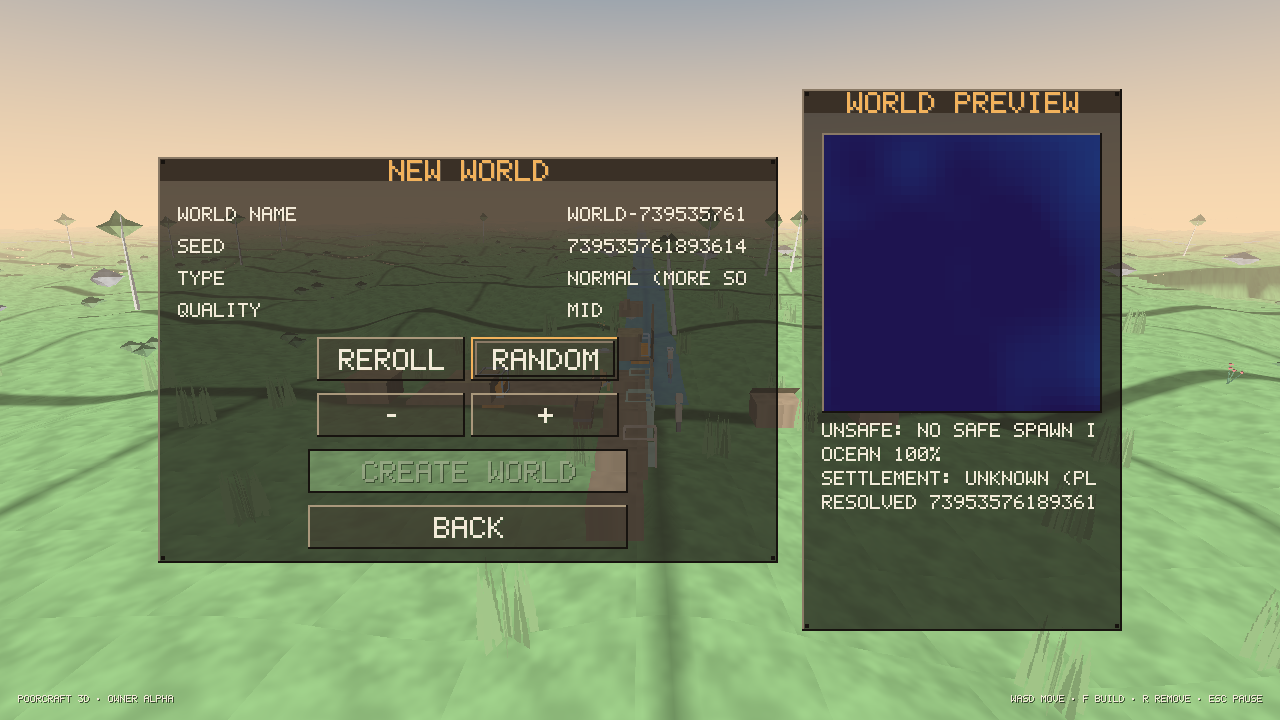 NEW WORLD
WORLD NAME WORLD-739535761
SEED 739535761893614
TYPE NORMAL (MORE SO
QUALITY MID
REROLL RANDOM
- +
CREATE WORLD
BACK
WORLD PREVIEW
UNSAFE: NO SAFE SPAWN I
OCEAN 100%
SETTLEMENT: UNKNOWN (PL
RESOLVED 73953576189361
POORCRAFT 3D · OWNER ALPHA
WASD MOVE · F BUILD · R REMOVE · ESC PAUSE